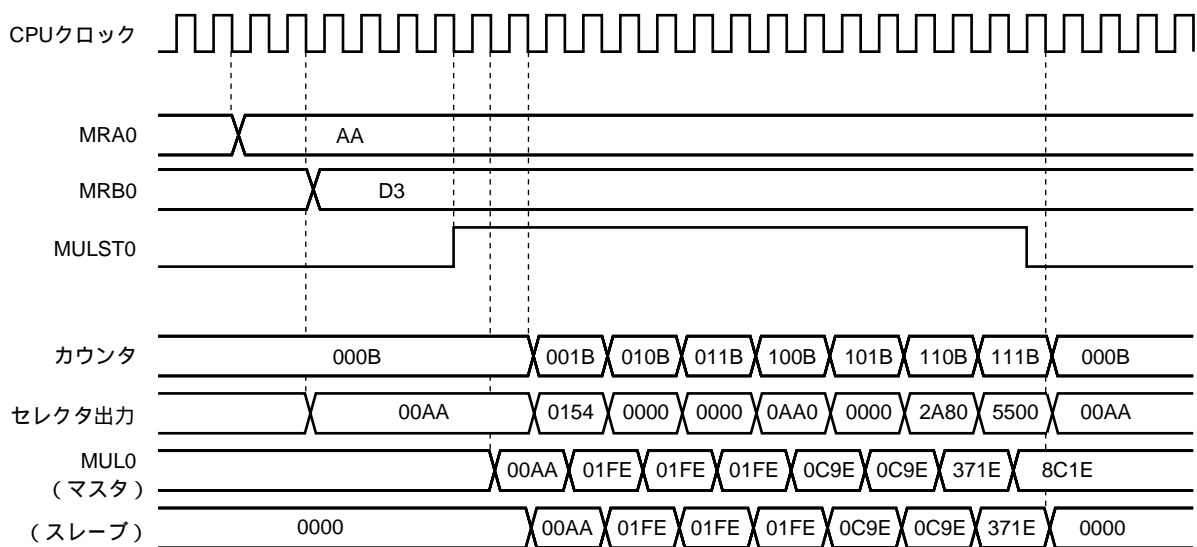 CPUクロック
MRA0 AA
MRB0 D3
MULST0
カウンタ 000B 001B 010B 011B 100B 101B 110B 111B 000B
セレクタ出力 00AA 0154 0000 0000 0AA0 0000 2A80 5500 00AA
MUL0 00AA 01FE 01FE 01FE 0C9E 0C9E 371E 8C1E
（マスタ）
（スレーブ） 0000 00AA 01FE 01FE 01FE 0C9E 0C9E 371E 0000